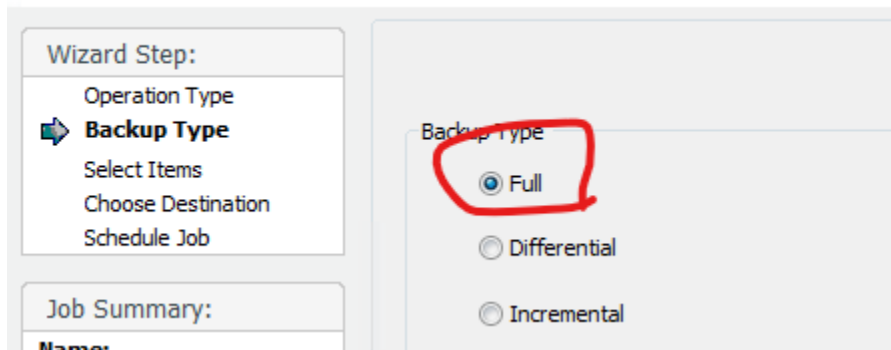 Wizard Step:
Operation Type
Backup Type
Select Items
Choose Destination
Schedule Job
Job Summary:
Name:
Backup Type
Full
Differential
Incremental